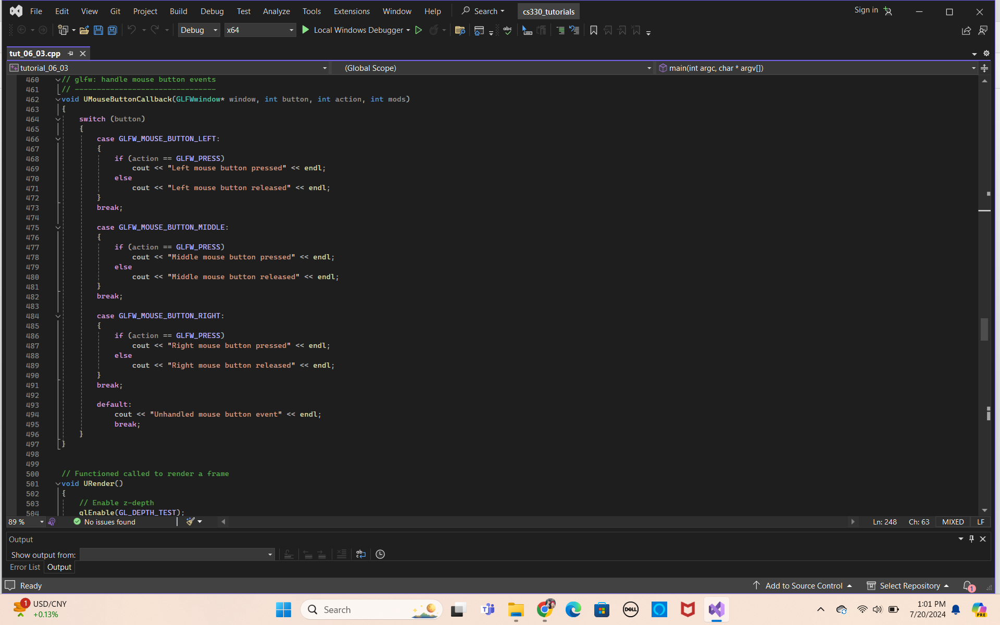 File Edit View Git Project Build Debug Test Analyze Tools Extensions Window Help Search cs330_tutorials Sign in
Debug x64 Local Windows Debugger
tut_06_03.cpp
tutorial_06_03 (Global Scope) main(int argc, char * argv[])
460 // glfw: handle mouse button events
461 // --------------------------------
462 void UMouseButtonCallback(GLFWwindow* window, int button, int action, int mods)
463 {
464 switch (button)
465 {
466 case GLFW_MOUSE_BUTTON_LEFT:
467 {
468 if (action == GLFW_PRESS)
469 cout << "Left mouse button pressed" << endl;
470 else
471 cout << "Left mouse button released" << endl;
472 }
473 break;
474
475 case GLFW_MOUSE_BUTTON_MIDDLE:
476 {
477 if (action == GLFW_PRESS)
478 cout << "Middle mouse button pressed" << endl;
479 else
480 cout << "Middle mouse button released" << endl;
481 }
482 break;
483
484 case GLFW_MOUSE_BUTTON_RIGHT:
485 {
486 if (action == GLFW_PRESS)
487 cout << "Right mouse button pressed" << endl;
488 else
489 cout << "Right mouse button released" << endl;
490 }
491 break;
492
493 default:
494 cout << "Unhandled mouse button event" << endl;
495 break;
496 }
497 }
498
499
500 // Functioned called to render a frame
501 void URender()
502 {
503 // Enable z-depth
504 glEnable(GL_DEPTH_TEST);
89 % No issues found Ln: 248 Ch: 63 MIXED LF
Output
Show output from:
Error List Output
Ready Add to Source Control Select Repository 1
1 USD/CNY
+0.13%
Search
DELL
PRE
1:01 PM
7/20/2024